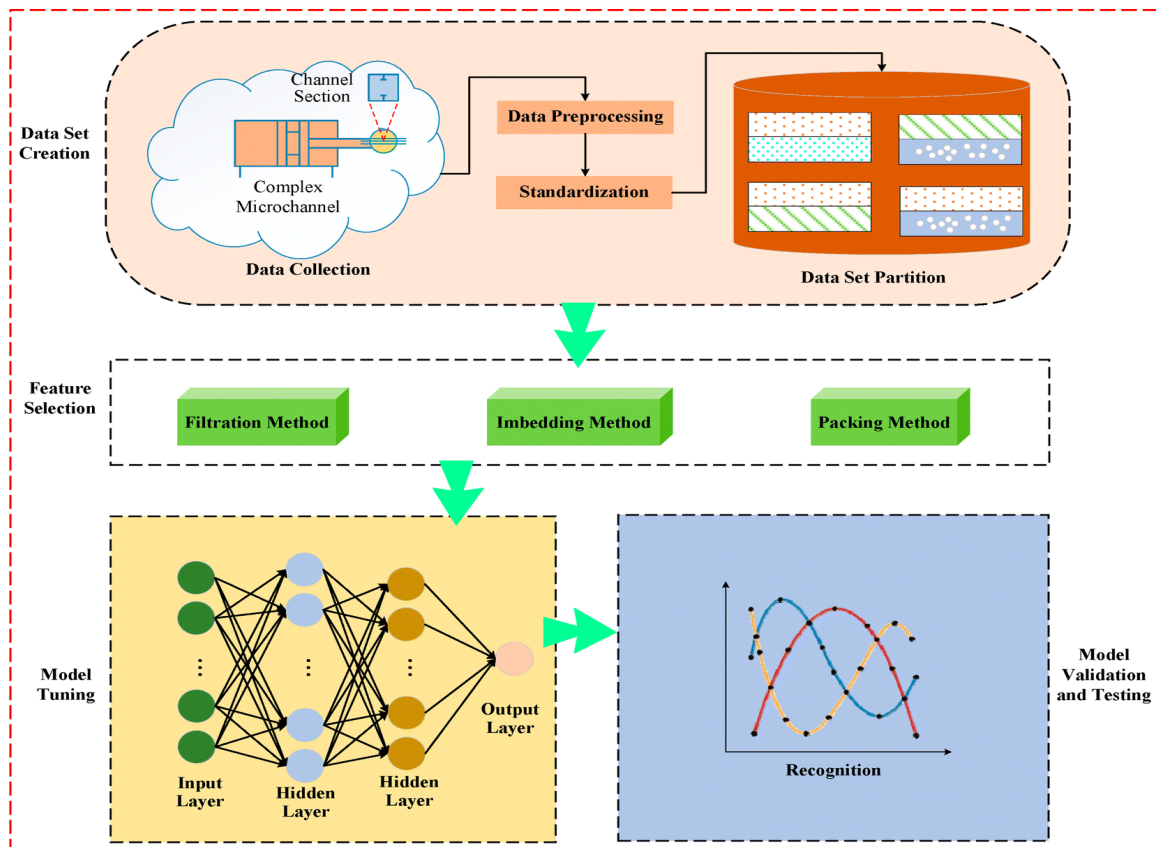 Data Set
Creation
Channel
Section
Complex
Microchannel
Data Collection
Data Preprocessing
Standardization
Data Set Partition
Feature
Selection
Filtration Method
Imbedding Method
Packing Method
Model
Tuning
...
...
...
Input
Layer
Hidden
Layer
Hidden
Layer
Output
Layer
Recognition
Model
Validation
and Testing